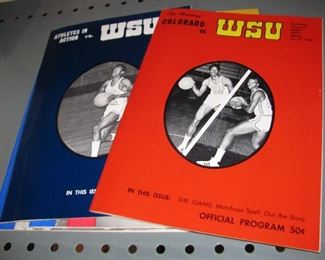 ATHLETES IN
ACTION vs.
WSU
IN THIS ISSUE
COLORADO
vs.
WSU
IN THIS ISSUE: THE GAME, Matchups Spell Out the Story
OFFICIAL PROGRAM 50¢